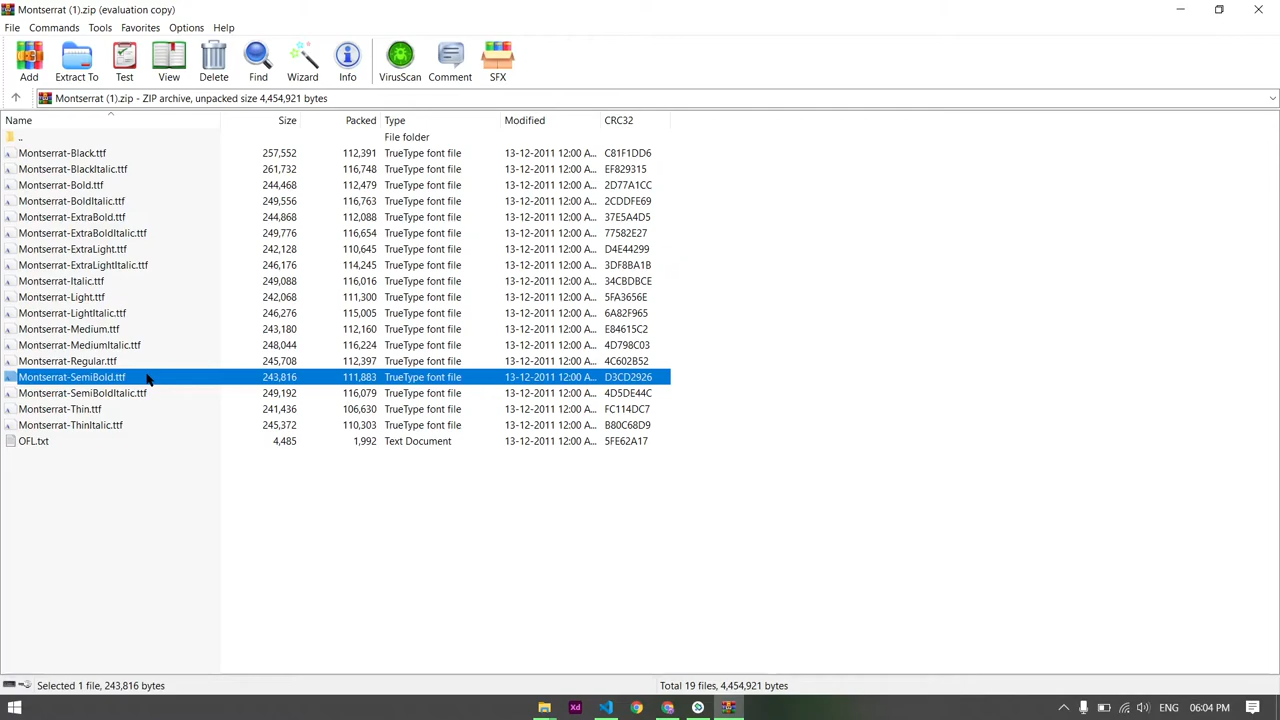 Montserrat (1).zip (evaluation copy)
File Commands Tools Favorites Options Help
Add Extract To Test View Delete Find Wizard Info VirusScan Comment SFX
Montserrat (1).zip - ZIP archive, unpacked size 4,454,921 bytes
Name Size Packed Type Modified CRC32
.. File folder
Montserrat-Black.ttf 257,552 112,391 TrueType font file 13-12-2011 12:00 A... C81F1DD6
Montserrat-BlackItalic.ttf 261,732 116,748 TrueType font file 13-12-2011 12:00 A... EF829315
Montserrat-Bold.ttf 244,468 112,479 TrueType font file 13-12-2011 12:00 A... 2D77A1CC
Montserrat-BoldItalic.ttf 249,556 116,763 TrueType font file 13-12-2011 12:00 A... 2CDDFE69
Montserrat-ExtraBold.ttf 244,868 112,088 TrueType font file 13-12-2011 12:00 A... 37E5A4D5
Montserrat-ExtraBoldItalic.ttf 249,776 116,654 TrueType font file 13-12-2011 12:00 A... 77582E27
Montserrat-ExtraLight.ttf 242,128 110,645 TrueType font file 13-12-2011 12:00 A... D4E44299
Montserrat-ExtraLightItalic.ttf 246,176 114,245 TrueType font file 13-12-2011 12:00 A... 3DF8BA1B
Montserrat-Italic.ttf 249,088 116,016 TrueType font file 13-12-2011 12:00 A... 34CBDBCE
Montserrat-Light.ttf 242,068 111,300 TrueType font file 13-12-2011 12:00 A... 5FA3656E
Montserrat-LightItalic.ttf 246,276 115,005 TrueType font file 13-12-2011 12:00 A... 6A82F965
Montserrat-Medium.ttf 243,180 112,160 TrueType font file 13-12-2011 12:00 A... E84615C2
Montserrat-MediumItalic.ttf 248,044 116,224 TrueType font file 13-12-2011 12:00 A... 4D798C03
Montserrat-Regular.ttf 245,708 112,397 TrueType font file 13-12-2011 12:00 A... 4C602B52
Montserrat-SemiBold.ttf 243,816 111,883 TrueType font file 13-12-2011 12:00 A... D3CD2926
Montserrat-SemiBoldItalic.ttf 249,192 116,079 TrueType font file 13-12-2011 12:00 A... 4D5DE44C
Montserrat-Thin.ttf 241,436 106,630 TrueType font file 13-12-2011 12:00 A... FC114DC7
Montserrat-ThinItalic.ttf 245,372 110,303 TrueType font file 13-12-2011 12:00 A... B80C68D9
OFL.txt 4,485 1,992 Text Document 13-12-2011 12:00 A... 5FE62A17
Selected 1 file, 243,816 bytes Total 19 files, 4,454,921 bytes
Xd ENG 06:04 PM